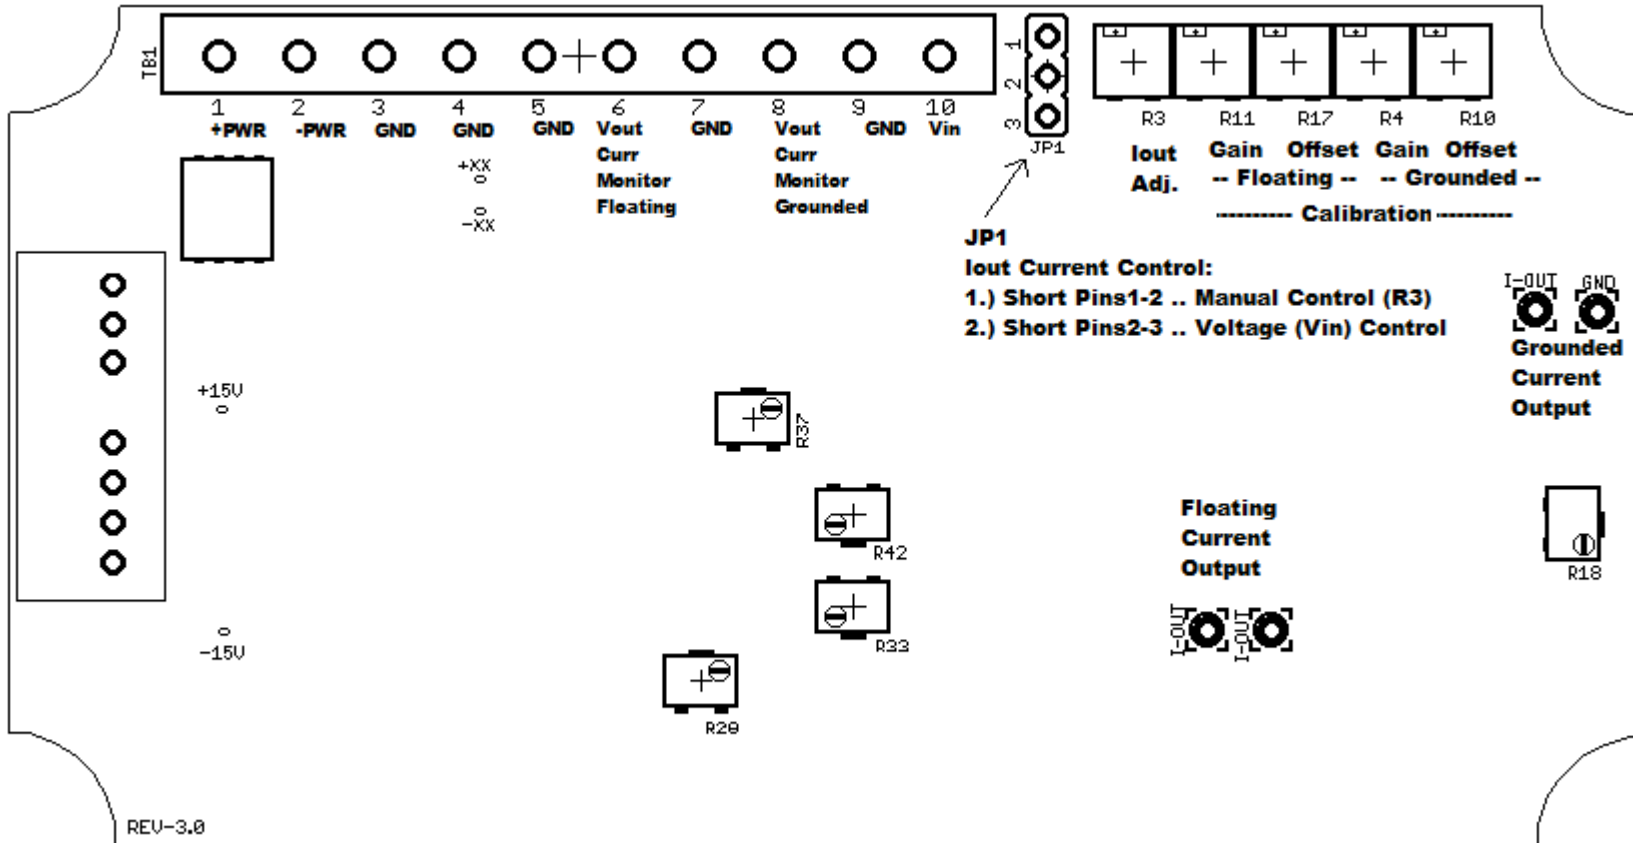 TB1
1 2 3 4 5 6 7 8 9 10
+PWR -PWR GND GND GND Vout GND Vout GND Vin
Curr Curr
Monitor Monitor
Floating Grounded
+XX
-XX
1
2
3
JP1
R3 R11 R17 R4 R10
Iout Gain Offset Gain Offset
Adj. -- Floating -- -- Grounded --
---------- Calibration ----------
JP1
Iout Current Control:
1.) Short Pins1-2 .. Manual Control (R3)
2.) Short Pins2-3 .. Voltage (Vin) Control
I-OUT GND
Grounded
Current
Output
+15V
R37
R42
R33
R20
Floating
Current
Output
I-OUT I-OUT
R18
-15V
REV-3.0